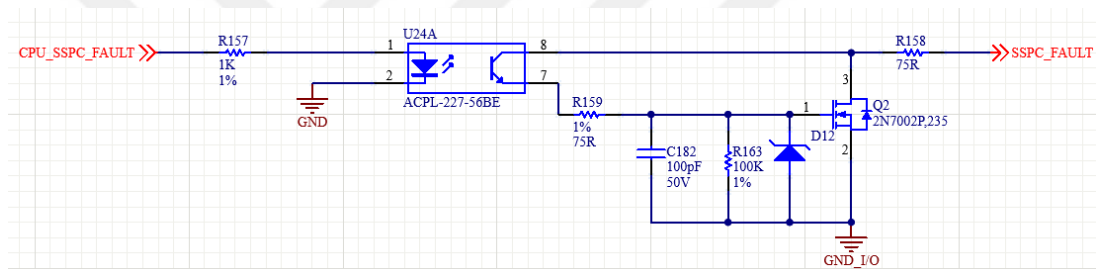 CPU_SSPC_FAULT
R157
1K
1%
1
2
GND
U24A
ACPL-227-56BE
8
7
R159
1%
75R
C182
100pF
50V
R163
100K
1%
D12
1
3
2
Q2
2N7002P,235
R158
75R
SSPC_FAULT
GND_I/O